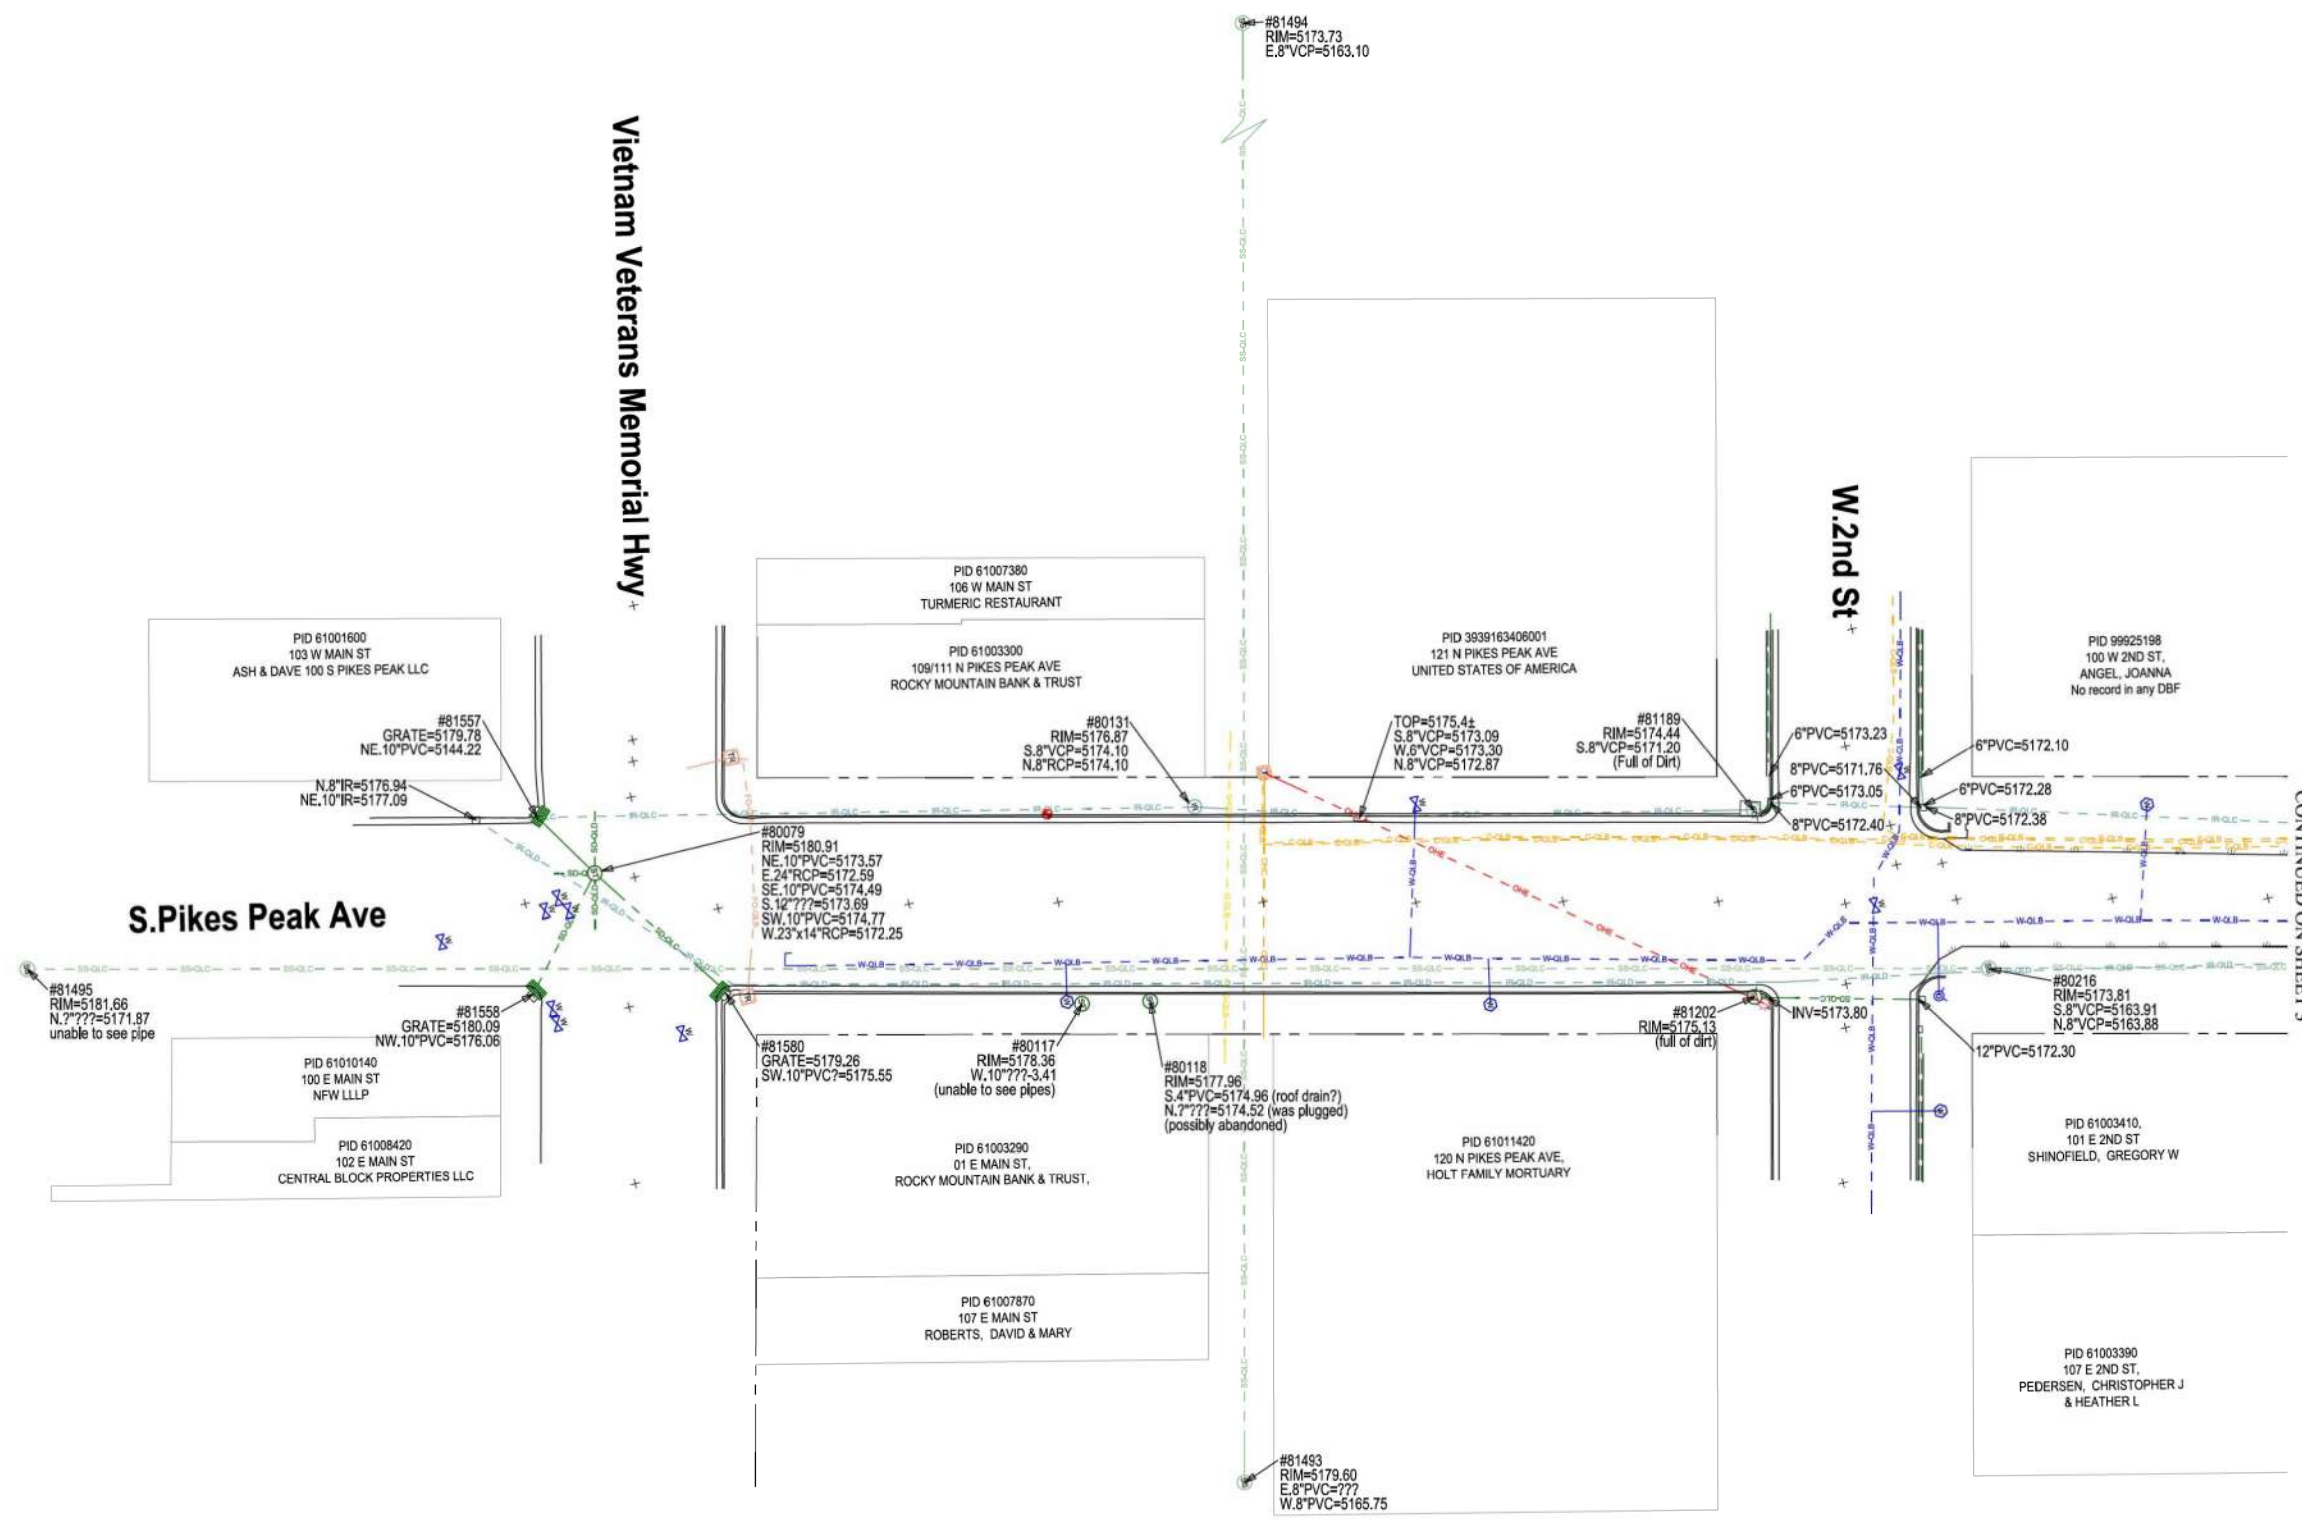 #81494
RIM=5173.73
E.8"VCP=5163.10
Vietnam Veterans Memorial Hwy
W.2nd St
PID 61007380
106 W MAIN ST
TURMERIC RESTAURANT
PID 61001600
103 W MAIN ST
ASH & DAVE 100 S PIKES PEAK LLC
PID 61003300
109/111 N PIKES PEAK AVE
ROCKY MOUNTAIN BANK & TRUST
PID 3939163406001
121 N PIKES PEAK AVE
UNITED STATES OF AMERICA
PID 99925198
100 W 2ND ST,
ANGEL, JOANNA
No record in any DBF
#81557
GRATE=5179.78
NE.10"PVC=5144.22
N.8"IR=5176.94
NE.10"IR=5177.09
#80131
RIM=5176.87
S.8"VCP=5174.10
N.8"RCP=5174.10
TOP=5175.4±
S.8"VCP=5173.09
W.6"VCP=5173.30
N.8"VCP=5172.87
#81189
RIM=5174.44
S.8"VCP=5171.20
(Full of Dirt)
6"PVC=5173.23
8"PVC=5171.76
6"PVC=5173.05
8"PVC=5172.40
6"PVC=5172.10
6"PVC=5172.28
8"PVC=5172.38
#80079
RIM=5180.91
NE.10"PVC=5173.57
E.24"RCP=5172.59
SE.10"PVC=5174.49
S.12"???=5173.69
SW.10"PVC=5174.77
W.23"x14"RCP=5172.25
S.Pikes Peak Ave
#81495
RIM=5181.66
N.?"???=5171.87
unable to see pipe
#81558
GRATE=5180.09
NW.10"PVC=5176.06
#81580
GRATE=5179.26
SW.10"PVC?=5175.55
#80117
RIM=5178.36
W.10"???-3.41
(unable to see pipes)
#80118
RIM=5177.96
S.4"PVC=5174.96 (roof drain?)
N.?"???=5174.52 (was plugged)
(possibly abandoned)
#81202
RIM=5175.13
(full of dirt)
INV=5173.80
#80216
RIM=5173.81
S.8"VCP=5163.91
N.8"VCP=5163.88
12"PVC=5172.30
PID 61010140
100 E MAIN ST
NFW LLLP
PID 61008420
102 E MAIN ST
CENTRAL BLOCK PROPERTIES LLC
PID 61003290
01 E MAIN ST,
ROCKY MOUNTAIN BANK & TRUST,
PID 61011420
120 N PIKES PEAK AVE,
HOLT FAMILY MORTUARY
PID 61003410,
101 E 2ND ST
SHINOFIELD, GREGORY W
PID 61007870
107 E MAIN ST
ROBERTS, DAVID & MARY
PID 61003390
107 E 2ND ST,
PEDERSEN, CHRISTOPHER J
& HEATHER L
#81493
RIM=5179.60
E.8"PVC=???
W.8"PVC=5165.75
CONTINUED ON SHEET